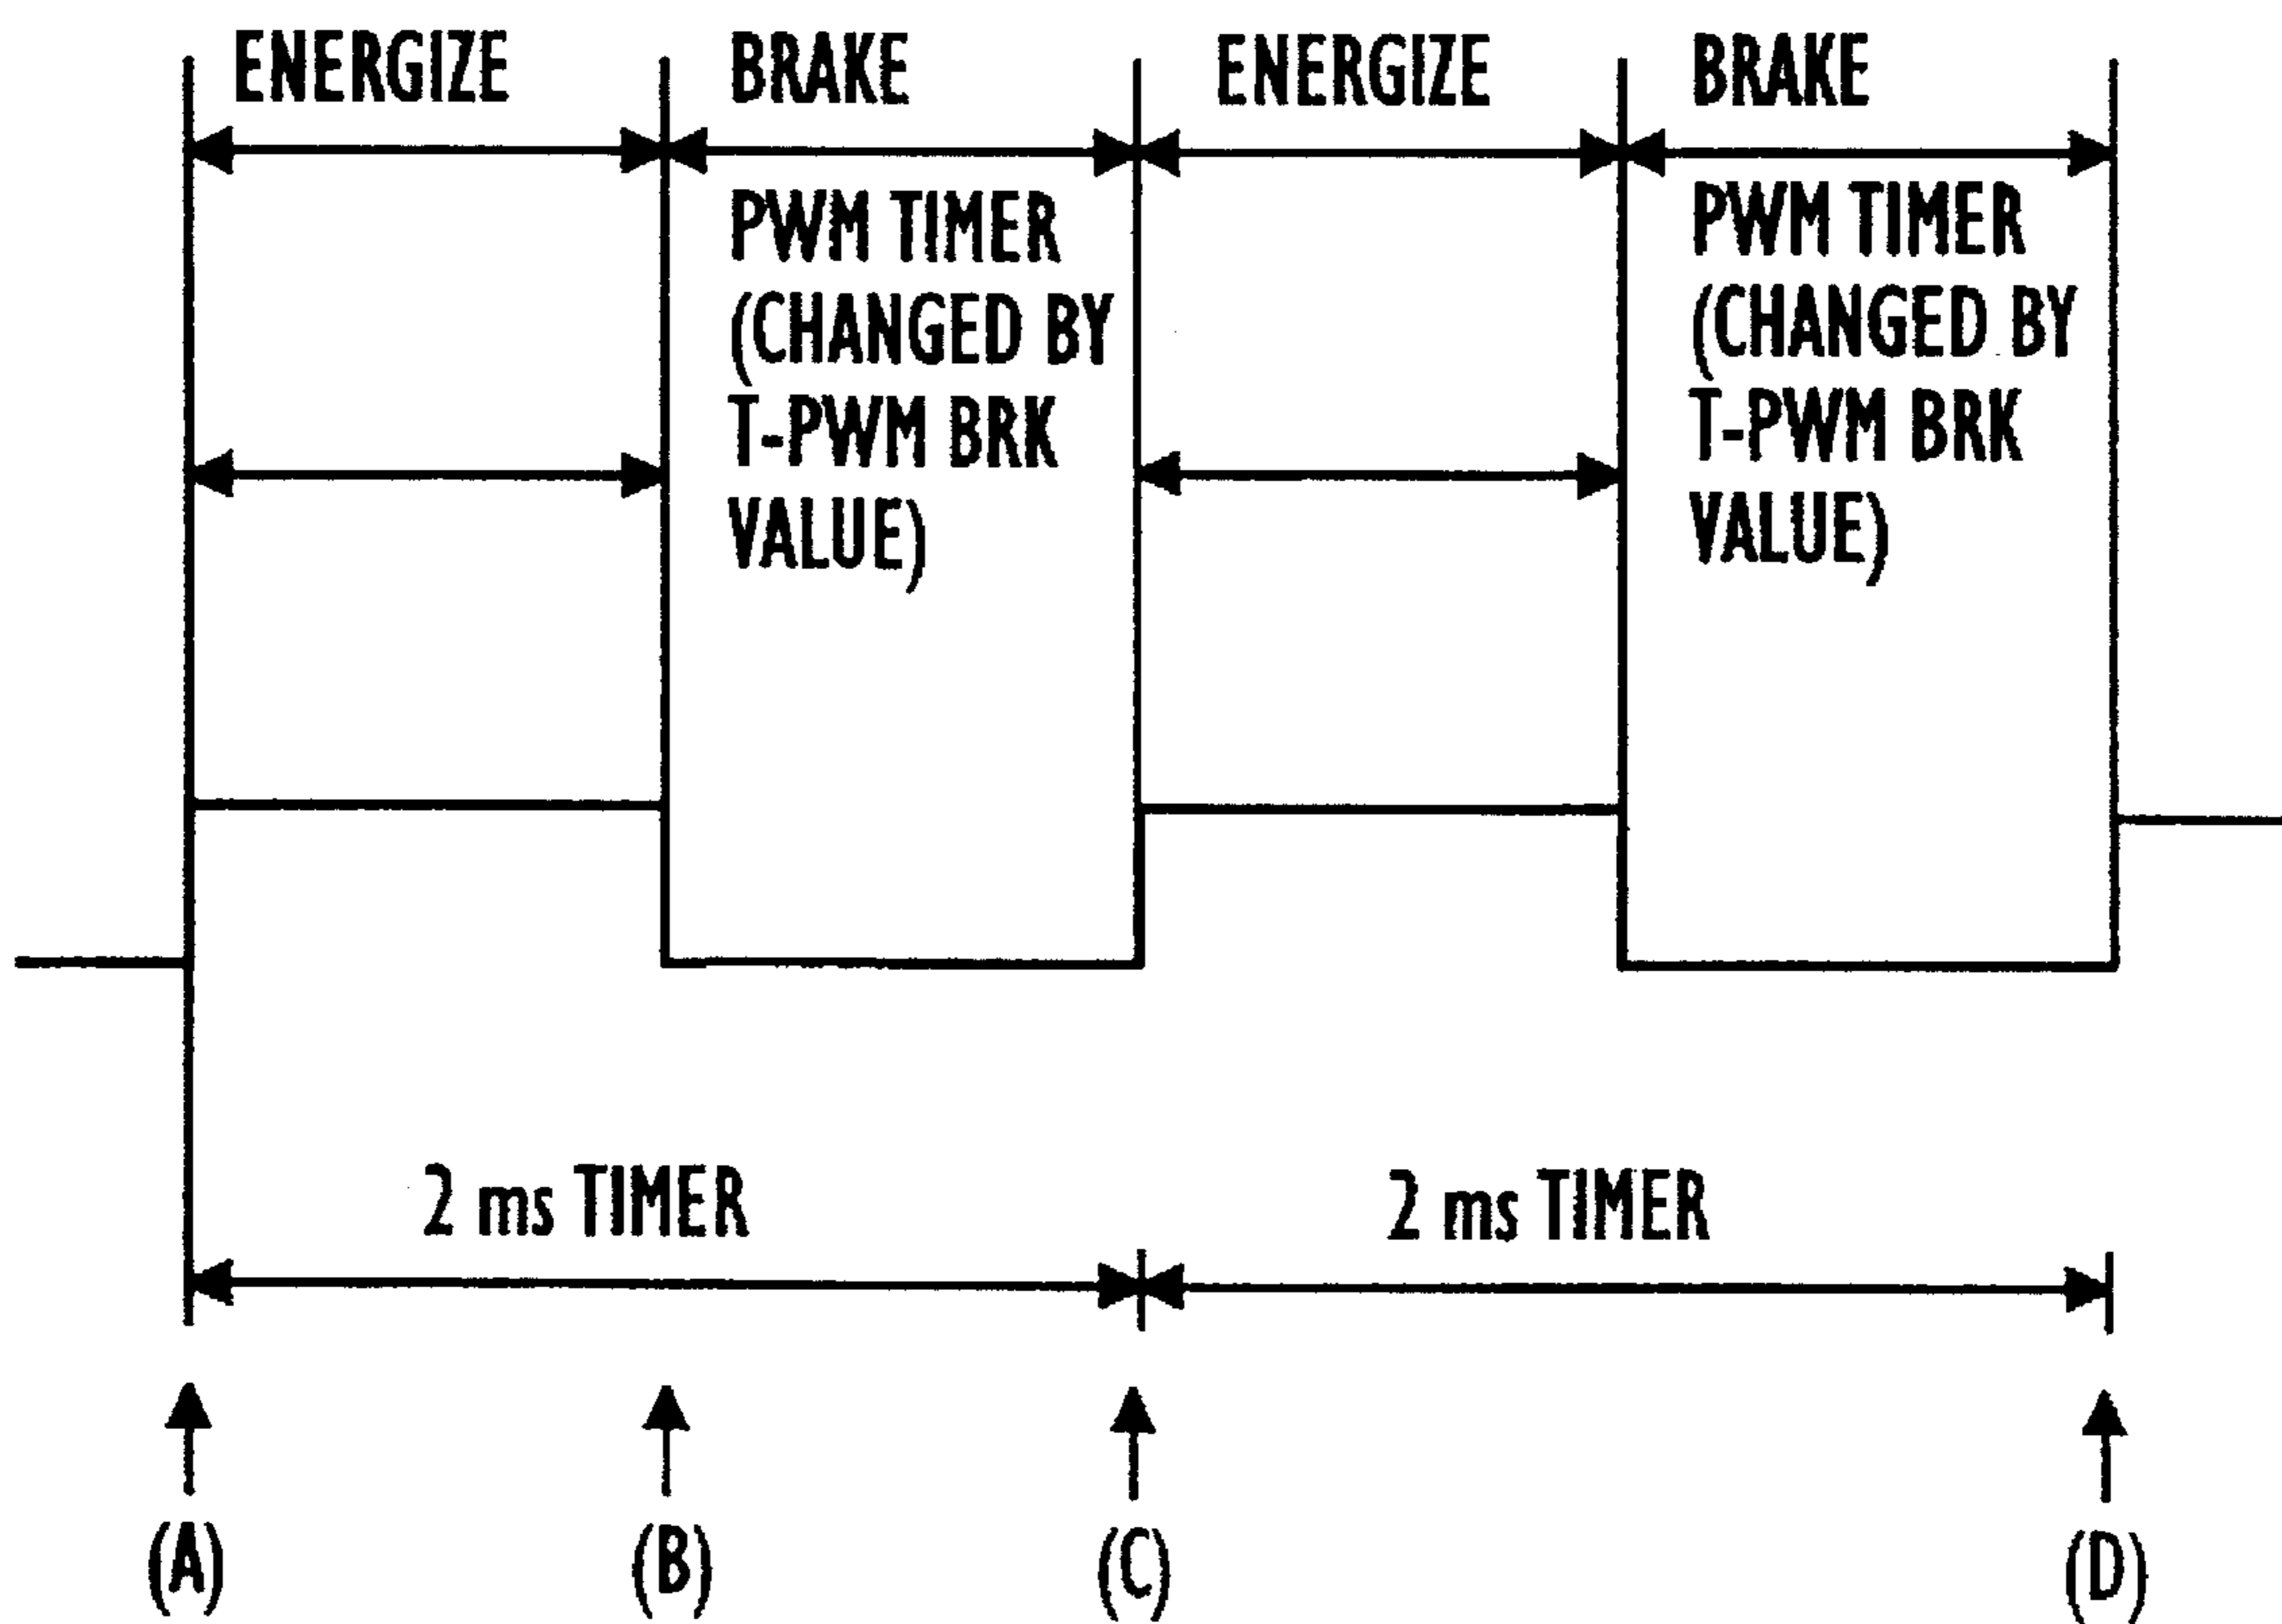 ENERGIZE
BRAKE
ENERGIZE
BRAKE
PWM TIMER
(CHANGED BY
T-PWM BRK
VALUE)
PWM TIMER
(CHANGED BY
T-PWM BRK
VALUE)
2 ms TIMER
2 ms TIMER
(A)
(B)
(C)
(D)